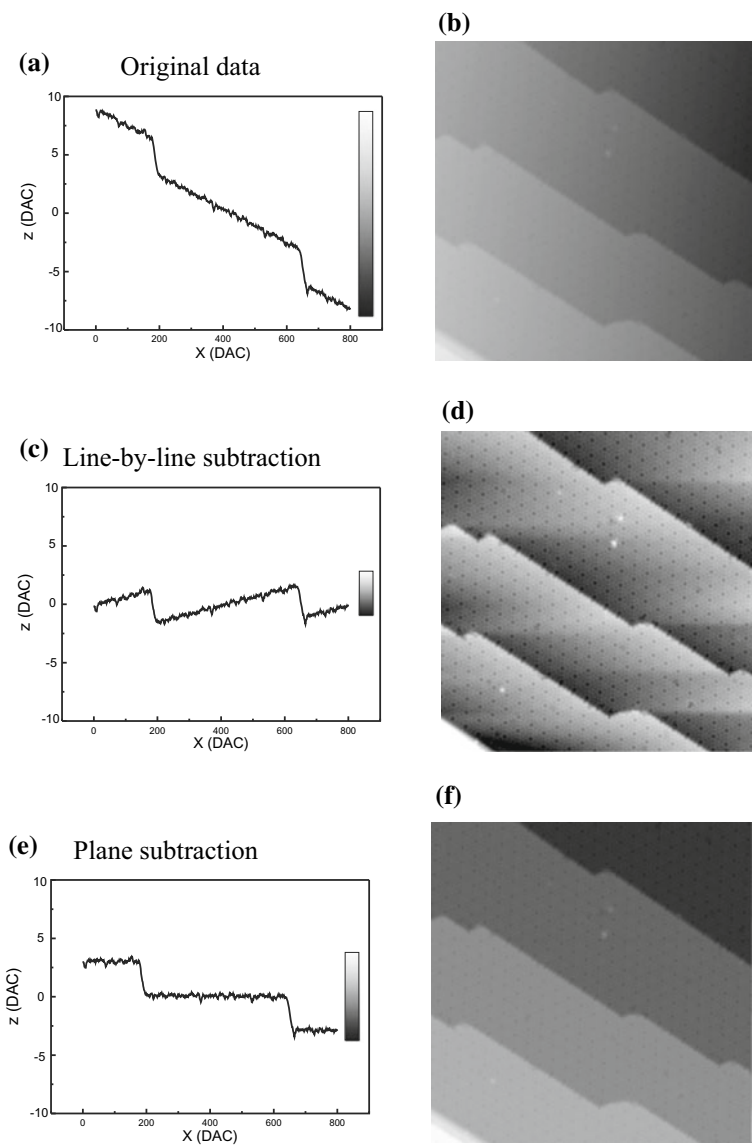 (a) Original data
10
5
0
-5
-10
z (DAC)
0 200 400 600 800
X (DAC)
(b)
(c) Line-by-line subtraction
10
5
0
-5
-10
z (DAC)
0 200 400 600 800
X (DAC)
(d)
(e) Plane subtraction
10
5
0
-5
-10
z (DAC)
0 200 400 600 800
X (DAC)
(f)